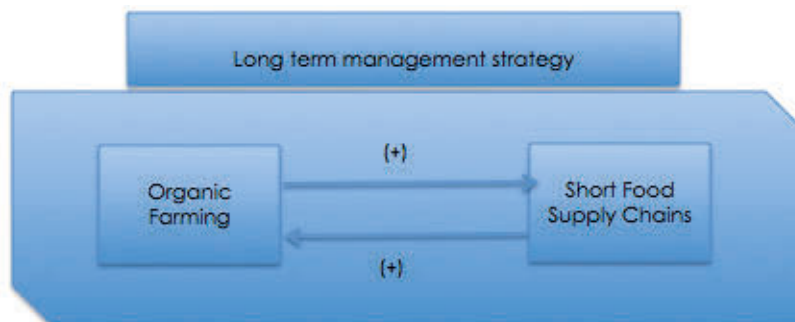 Long term management strategy
(+)
Organic
Farming
Short Food
Supply Chains
(+)